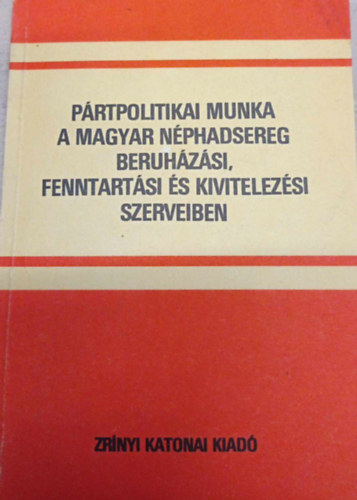 PÁRTPOLITIKAI MUNKA
A MAGYAR NÉPHADSEREG
BERUHÁZÁSI,
FENNTARTÁSI ÉS KIVITELEZÉSI
SZERVEIBEN
ZRÍNYI KATONAI KIADÓ